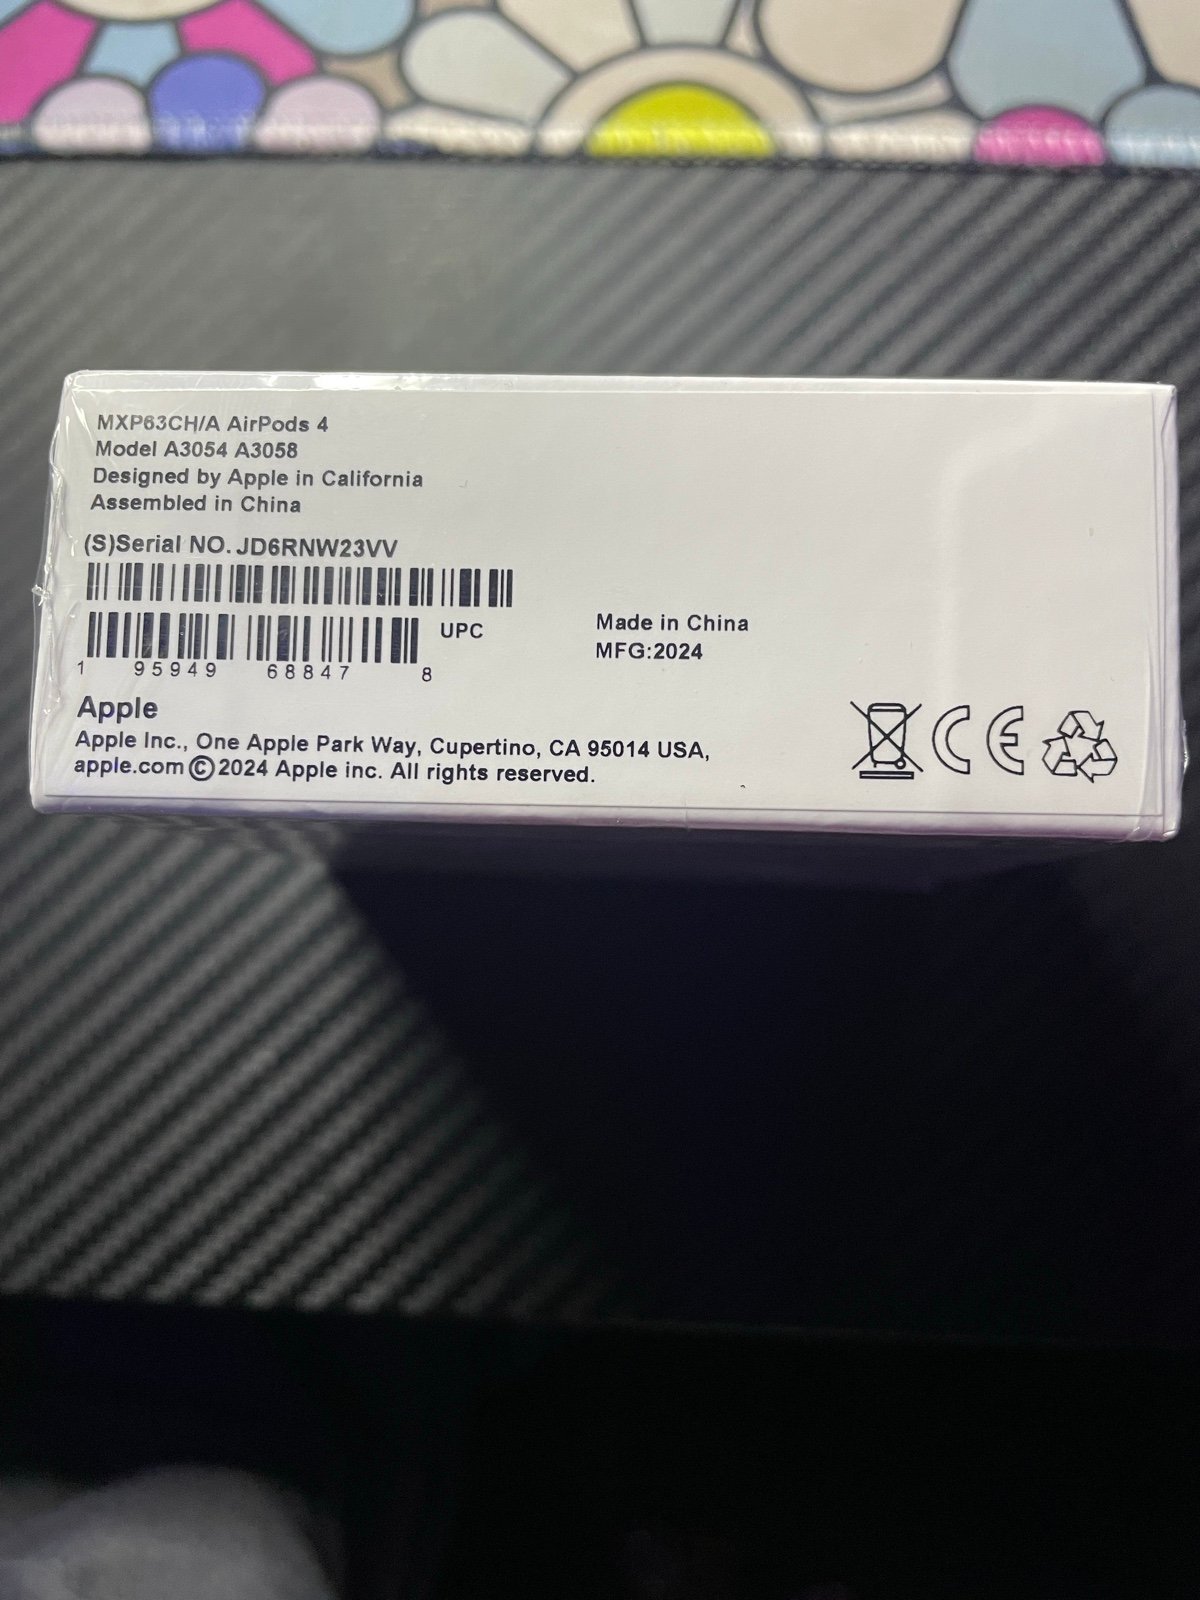 MXP63CH/A AirPods 4
Model A3054 A3058
Designed by Apple in California
Assembled in China
(S)Serial NO. JD6RNW23VV
UPC
1 95949 68847 8
Made in China
MFG:2024
Apple
Apple Inc., One Apple Park Way, Cupertino, CA 95014 USA,
apple.com©2024 Apple inc. All rights reserved.
CE